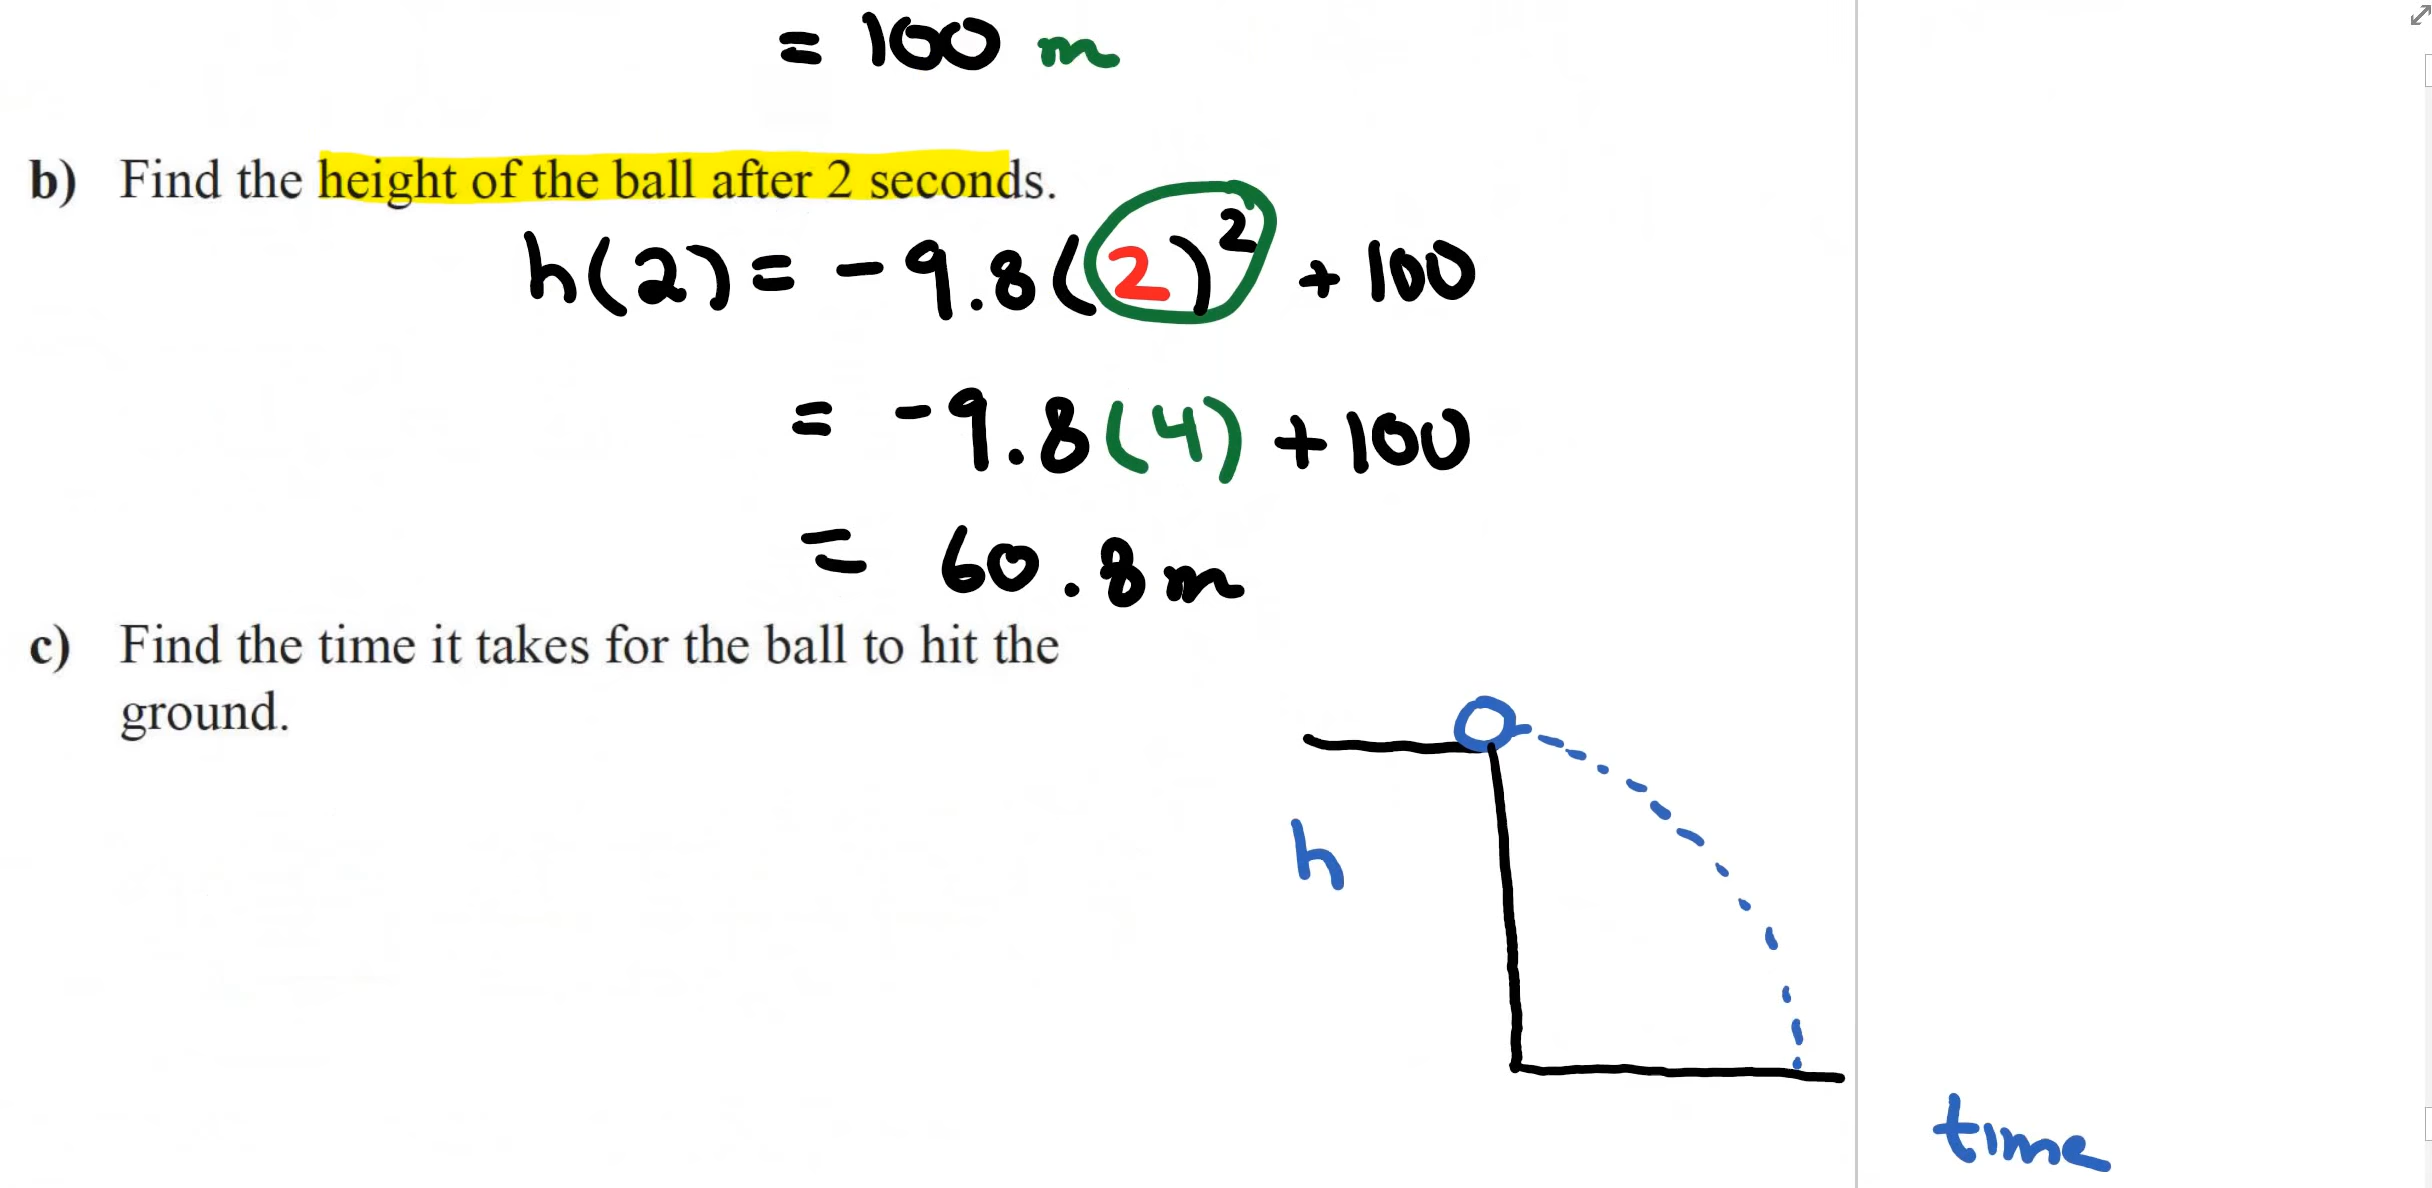 = 100 m
b) Find the height of the ball after 2 seconds.
h(2) = -9.8(2)² + 100
= -9.8(4) + 100
= 60.8m
c) Find the time it takes for the ball to hit the
ground.
h
time